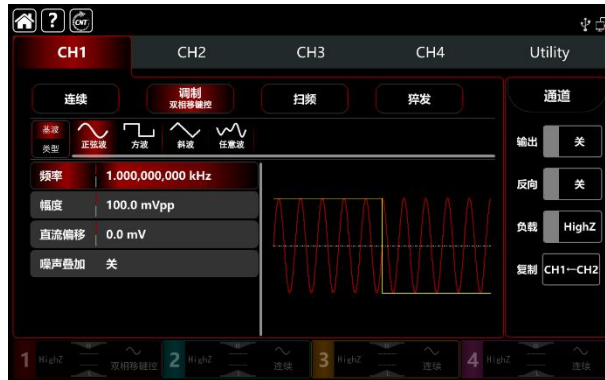 ? CNT
CH1 CH2 CH3 CH4 Utility
连续 调制 扫频 猝发 通道
双相移键控
基波
类型 正弦波 方波 斜波 任意波
输出 关
频率 1.000,000,000 kHz
反向 关
幅度 100.0 mVpp
直流偏移 0.0 mV
负载 HighZ
噪声叠加 关
复制 CH1←CH2
1 HighZ 双相移键控 2 HighZ 连续 3 HighZ 连续 4 HighZ 连续